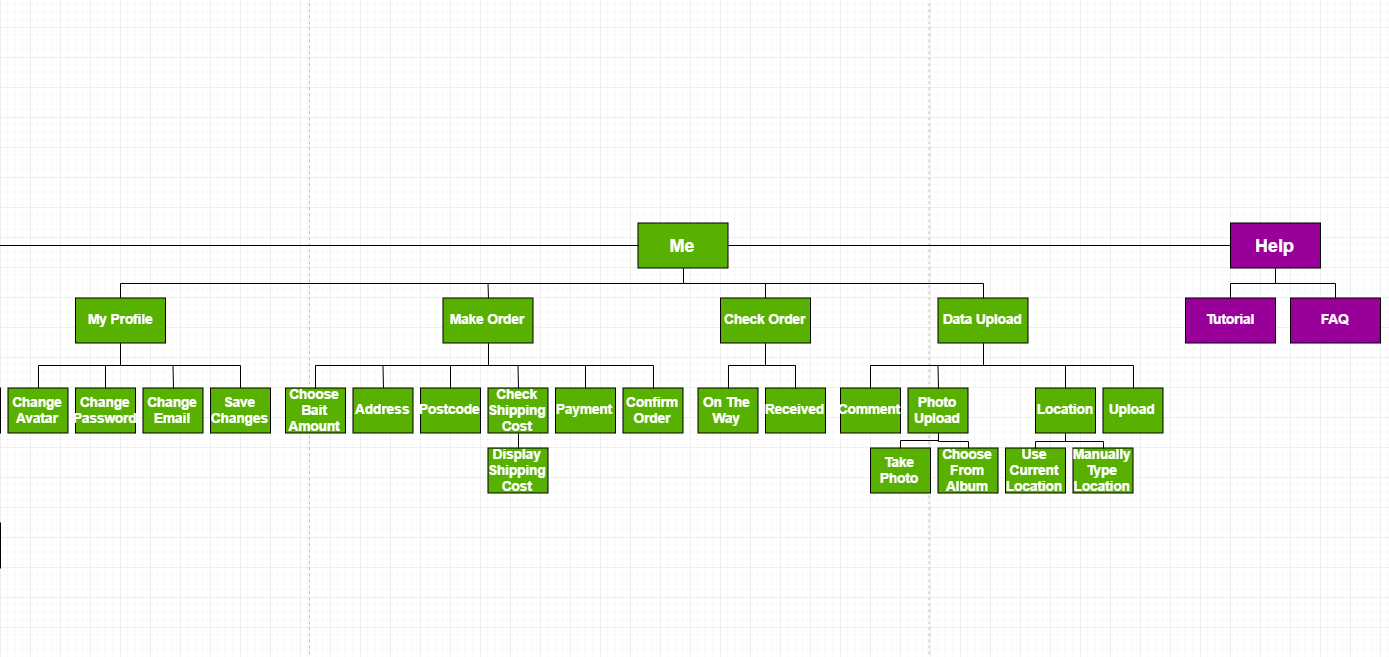 Me
Help
My Profile
Make Order
Check Order
Data Upload
Tutorial
FAQ
Change
Avatar
Change
Password
Change
Email
Save
Changes
Choose
Bait
Amount
Address
Postcode
Check
Shipping
Cost
Payment
Confirm
Order
On The
Way
Received
Comment
Photo
Upload
Location
Upload
Display
Shipping
Cost
Take
Photo
Choose
From
Album
Use
Current
Location
Manually
Type
Location